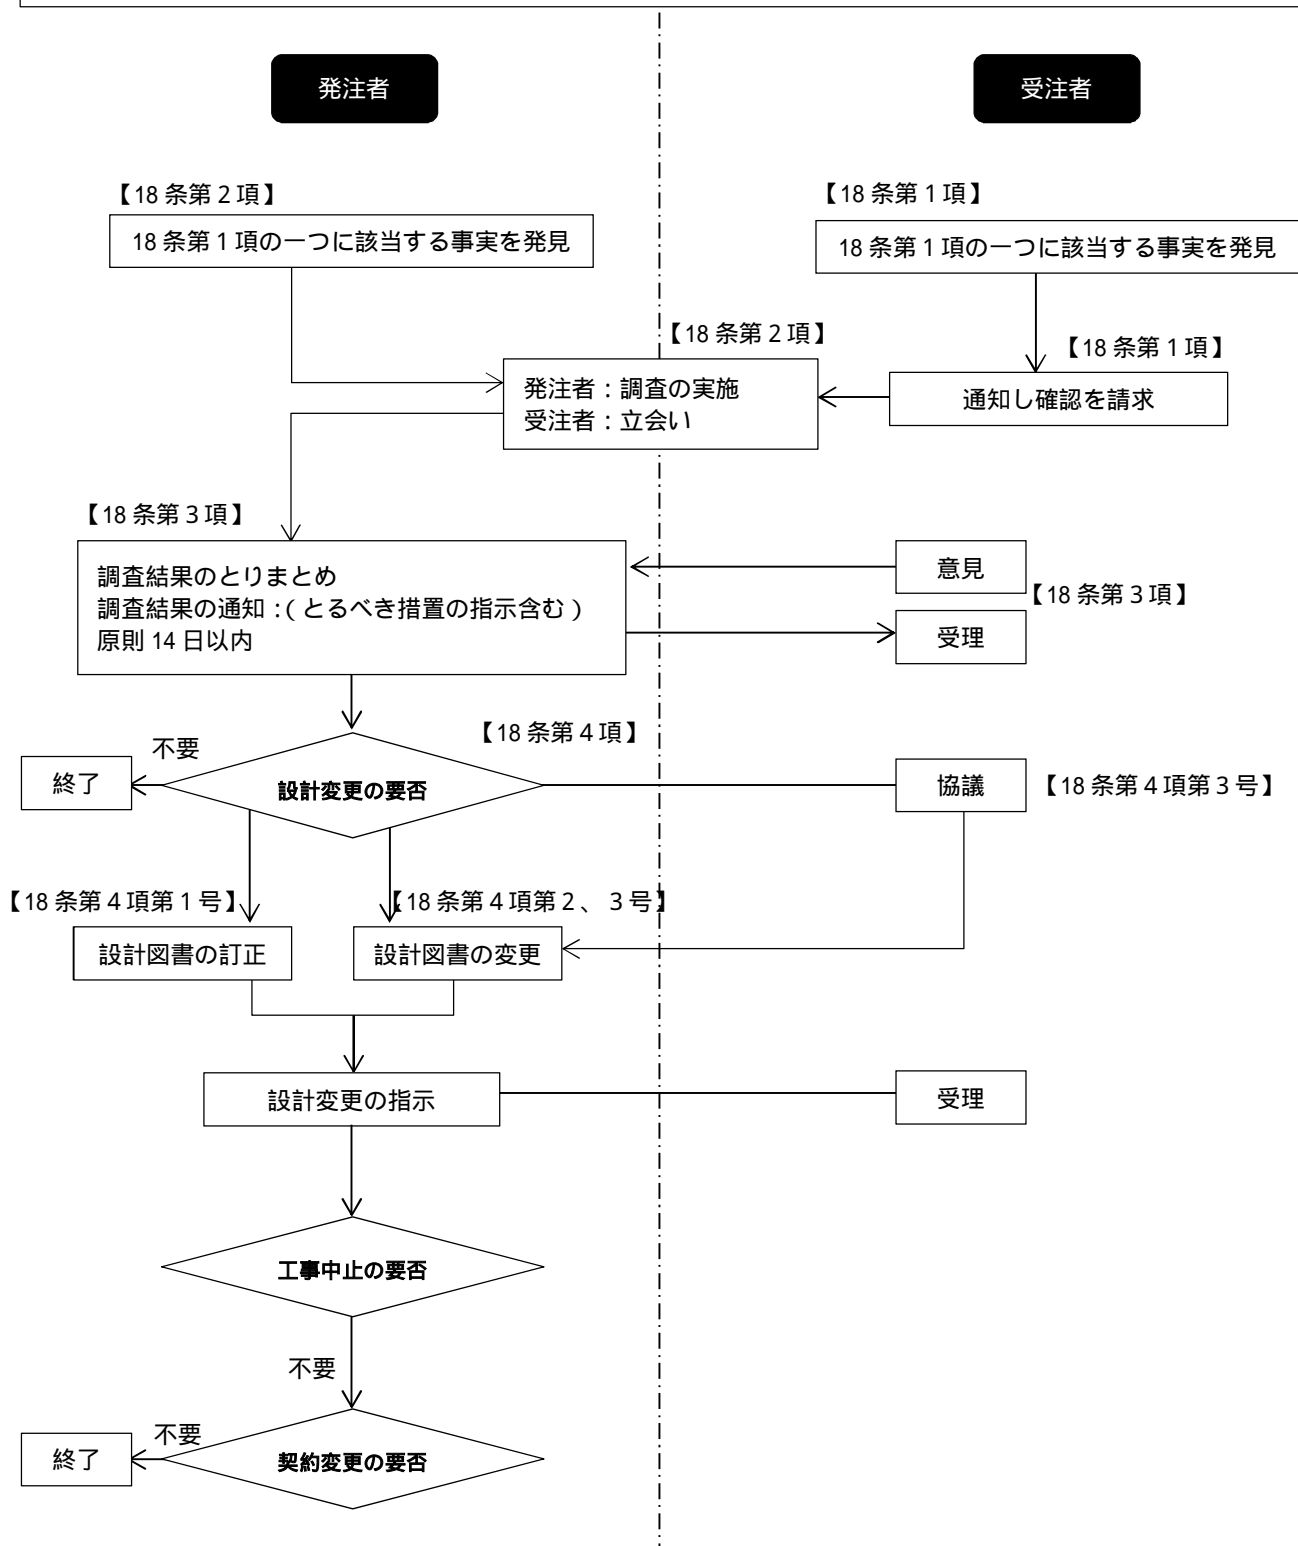 発注者
受注者
【18 条第 2 項】
18 条第 1 項の一つに該当する事実を発見
【18 条第 1 項】
18 条第 1 項の一つに該当する事実を発見
【18 条第 2 項】
発注者：調査の実施
受注者：立会い
【18 条第 1 項】
通知し確認を請求
【18 条第 3 項】
調査結果のとりまとめ
調査結果の通知：（とるべき措置の指示含む）
原則 14 日以内
意見
【18 条第 3 項】
受理
【18 条第 4 項】
不要
終了
設計変更の要否
協議
【18 条第 4 項第 3 号】
【18 条第 4 項第 1 号】
【18 条第 4 項第 2 、 3 号】
設計図書の訂正
設計図書の変更
設計変更の指示
受理
工事中止の要否
不要
不要
終了
契約変更の要否